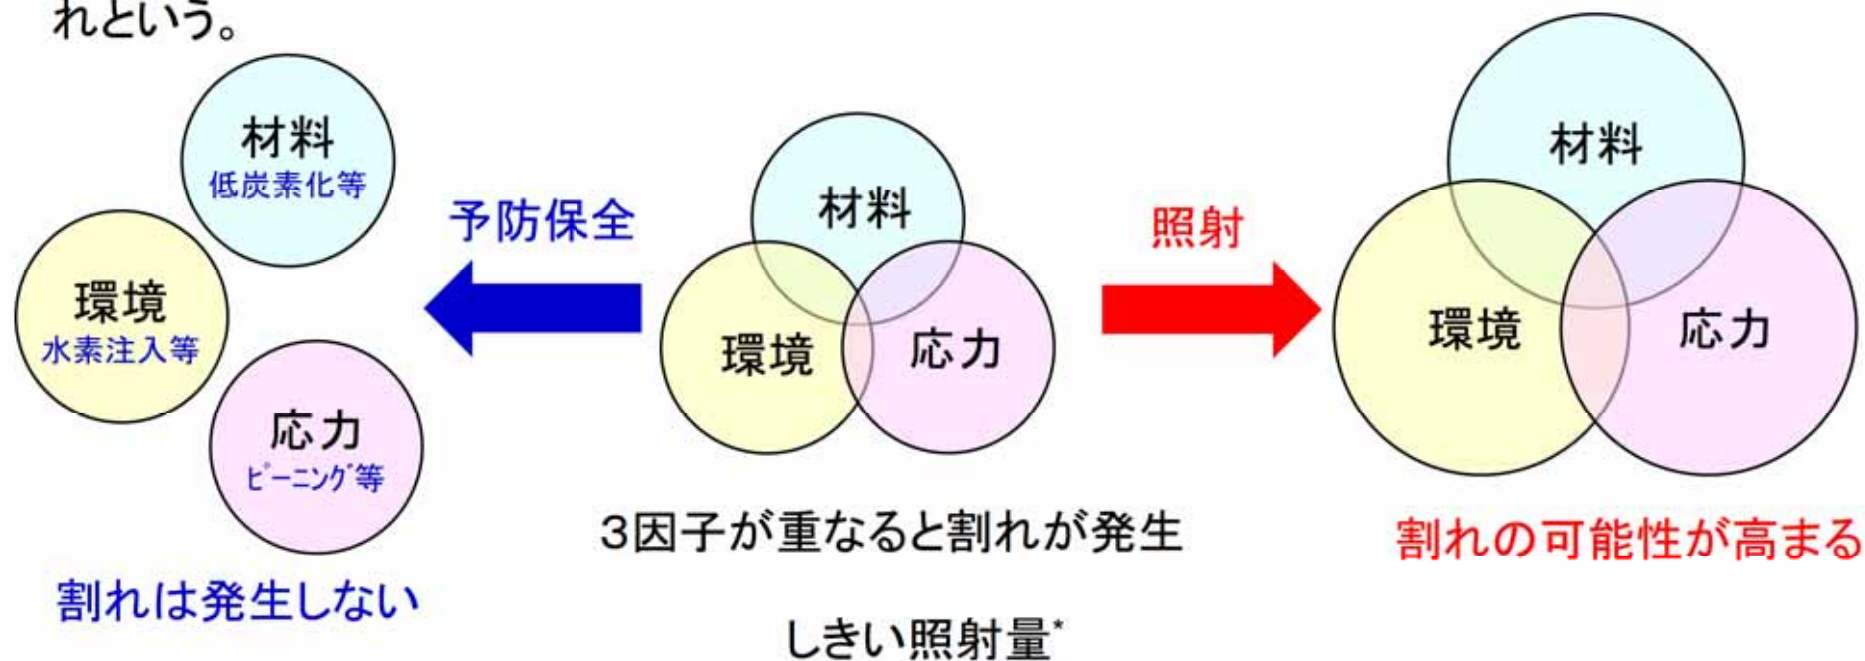 れという。
材料
低炭素化等
環境
水素注入等
応力
ﾋﾟｰﾆﾝｸﾞ等
割れは発生しない
予防保全
材料
環境
応力
３因子が重なると割れが発生
しきい照射量*
照射
材料
環境
応力
割れの可能性が高まる